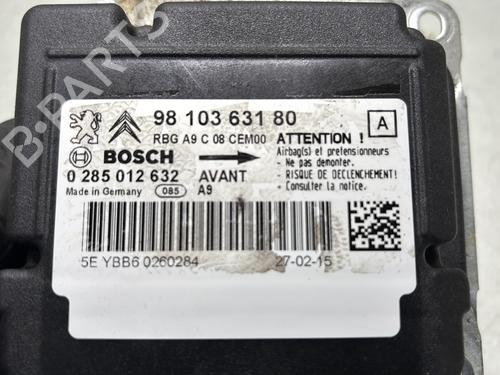 98 103 631 80
RBG A9 C 08 CEM00
ATTENTION !
A
BOSCH
Airbag(s) et pretensionneurs
- Ne pas demonter.
0 285 012 632
AVANT
- RISQUE DE DECLENCHEMENT!
Made in Germany
085
A9
- Consulter la notice.
5E YBB6 0260284
27-02-15
B-PARTS